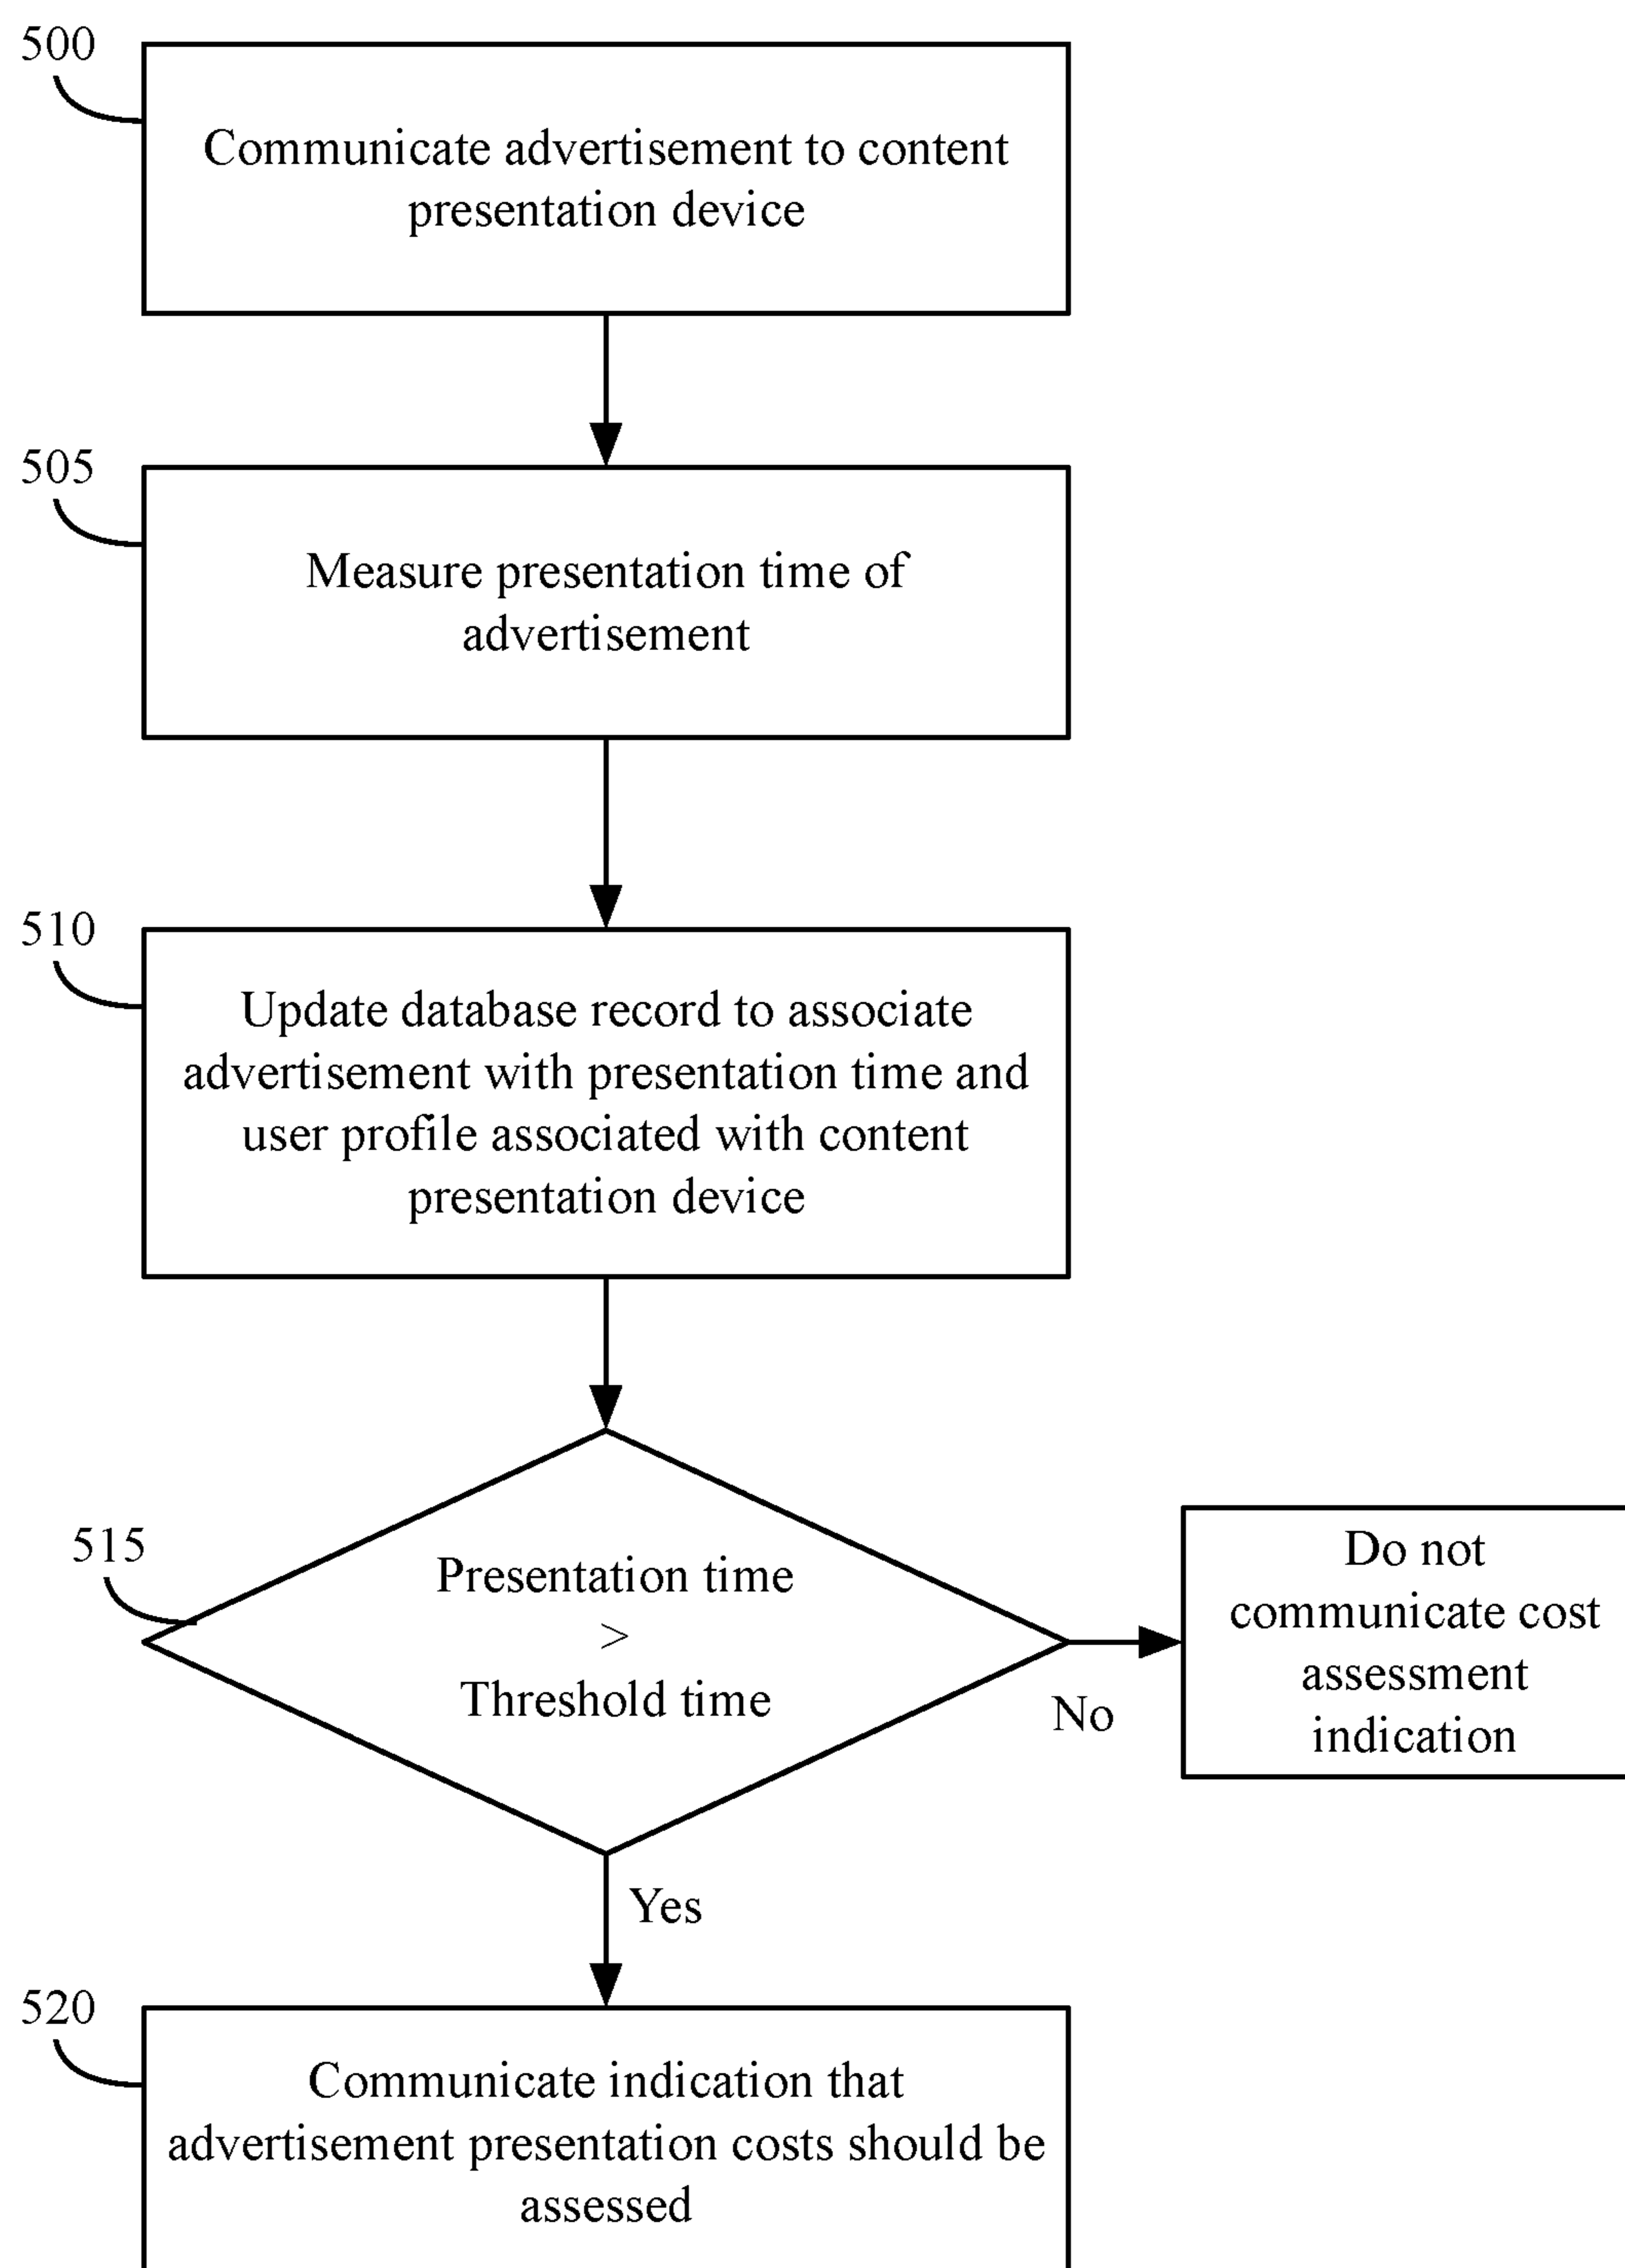 500
Communicate advertisement to content
presentation device
505
Measure presentation time of
advertisement
510
Update database record to associate
advertisement with presentation time and
user profile associated with content
presentation device
515
Presentation time
>
Threshold time
No
Do not
communicate cost
assessment
indication
Yes
520
Communicate indication that
advertisement presentation costs should be
assessed